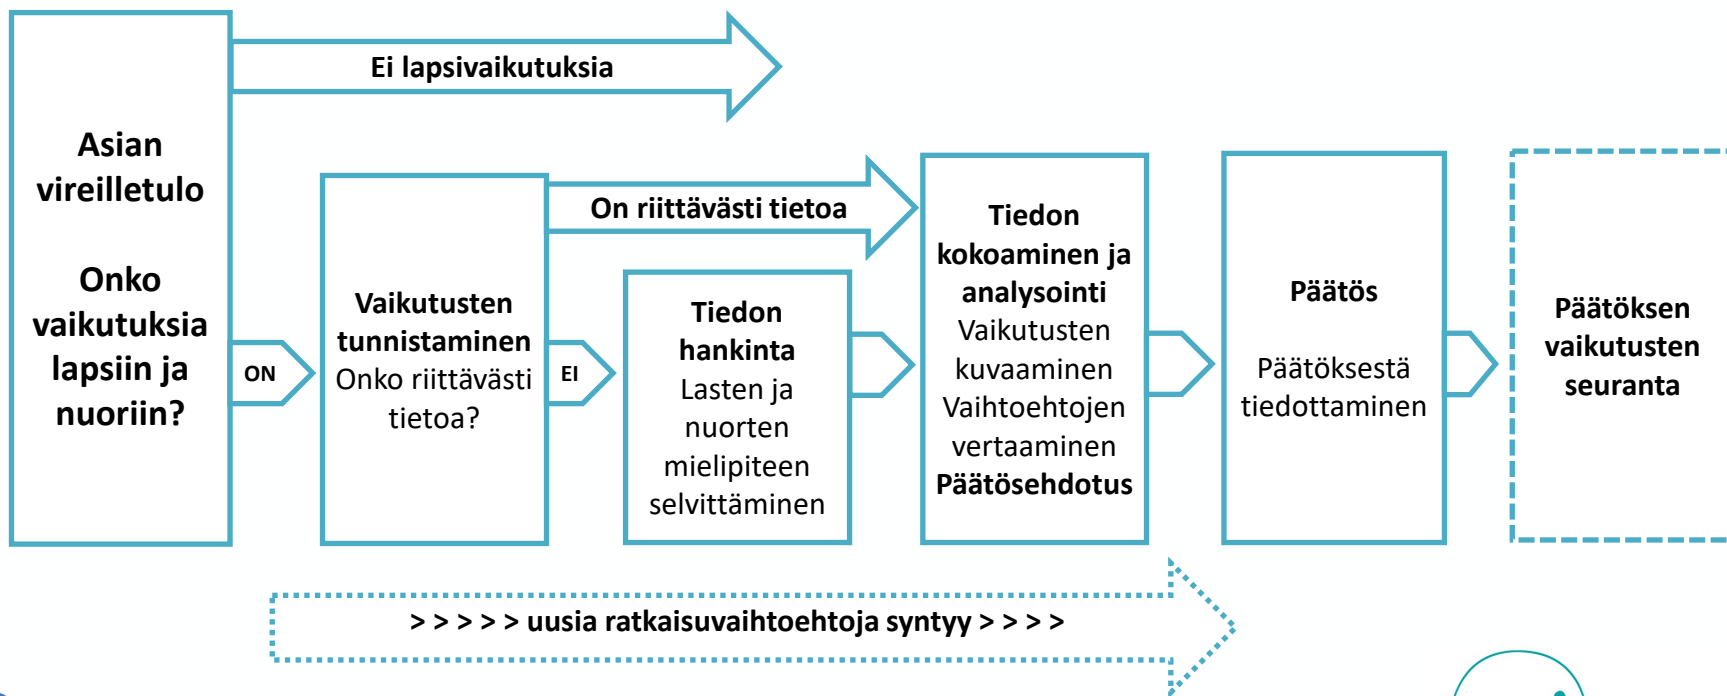 Ei lapsivaikutuksia
Asian
vireilletulo
Onko
vaikutuksia
lapsiin ja
nuoriin?
ON
Vaikutusten
tunnistaminen
Onko riittävästi
tietoa?
On riittävästi tietoa
EI
Tiedon
hankinta
Lasten ja
nuorten
mielipiteen
selvittäminen
Tiedon
kokoaminen ja
analysointi
Vaikutusten
kuvaaminen
Vaihtoehtojen
vertaaminen
Päätösehdotus
Päätös
Päätöksestä
tiedottaminen
Päätöksen
vaikutusten
seuranta
> > > > > uusia ratkaisuvaihtoehtoja syntyy > > > >